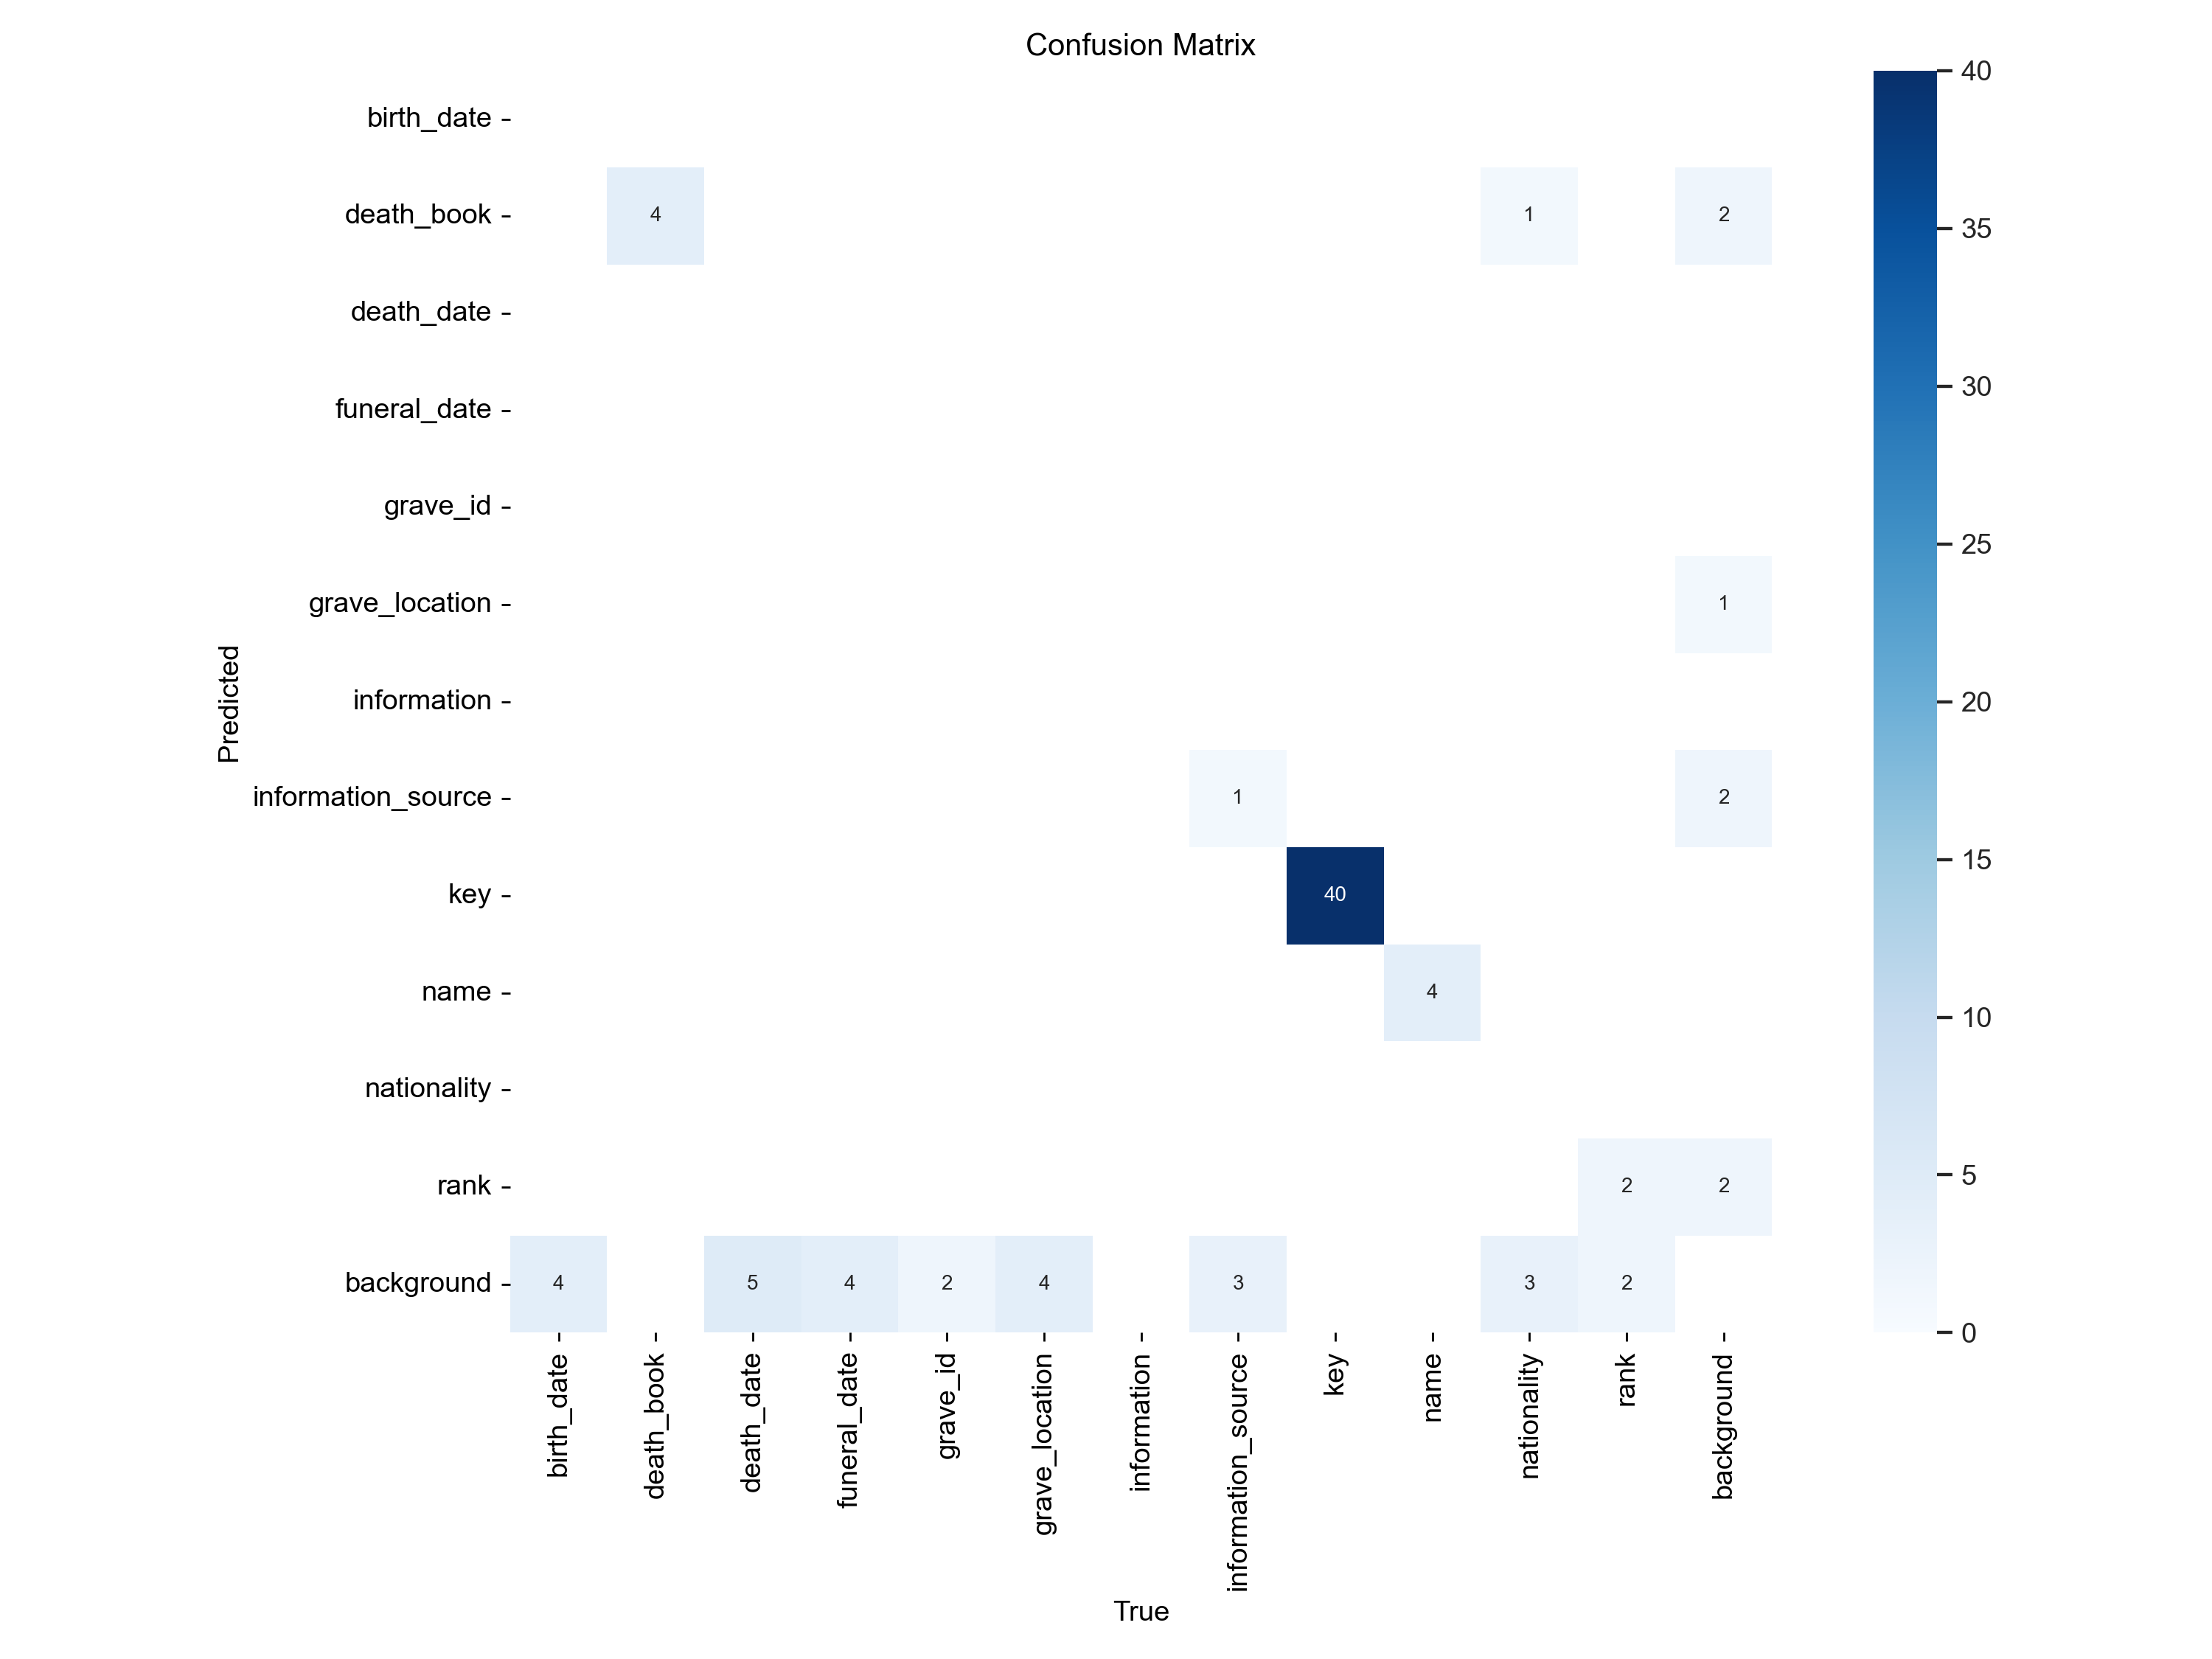 Confusion Matrix
birth_date
death_book 4 1 2
death_date
funeral_date
grave_id
grave_location 1
information
information_source 1 2
key 40
name 4
nationality
rank 2 2
background 4 5 4 2 4 3 3 2
Predicted
birth_date
death_book
death_date
funeral_date
grave_id
grave_location
information
information_source
key
name
nationality
rank
background
True
40
35
30
25
20
15
10
5
0